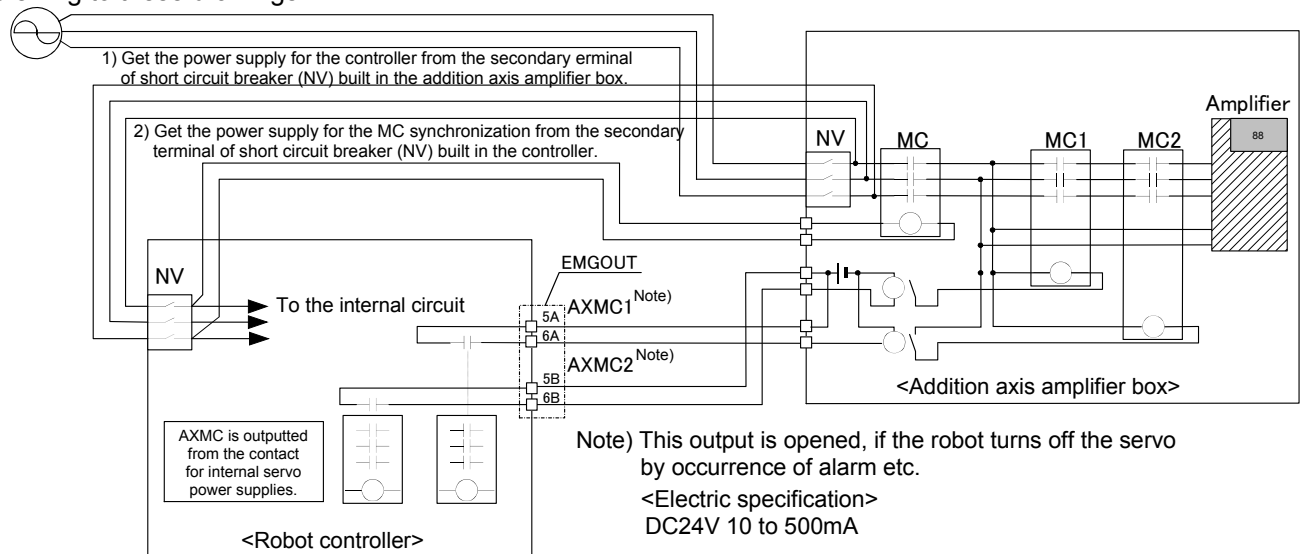 1) Get the power supply for the controller from the secondary erminal
of short circuit breaker (NV) built in the addition axis amplifier box.
2) Get the power supply for the MC synchronization from the secondary
terminal of short circuit breaker (NV) built in the controller.
Amplifier
88
NV
MC
MC1
MC2
NV
To the internal circuit
EMGOUT
5A
AXMC1 Note)
6A
AXMC2 Note)
5B
6B
<Addition axis amplifier box>
AXMC is outputted
from the contact
for internal servo
power supplies.
<Robot controller>
Note) This output is opened, if the robot turns off the servo
by occurrence of alarm etc.
<Electric specification>
DC24V 10 to 500mA